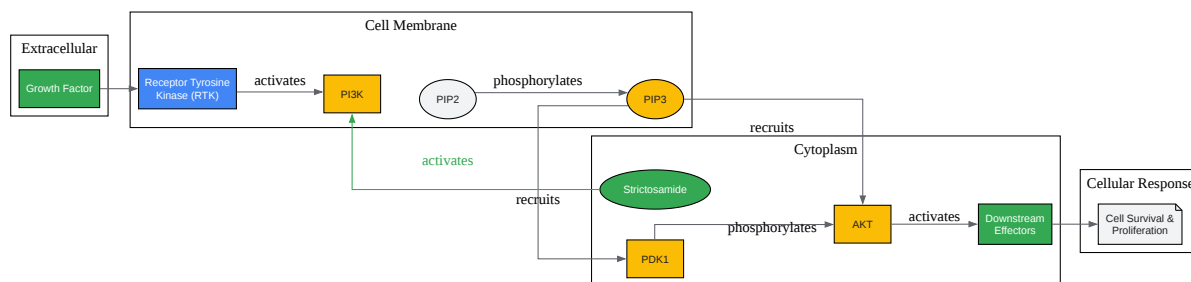 Cell Membrane
Extracellular
Growth Factor
Receptor Tyrosine
Kinase (RTK)
activates
PI3K
PIP2
phosphorylates
PIP3
recruits
Cytoplasm
activates
Strictosamide
recruits
phosphorylates
PDK1
AKT
activates
Downstream
Effectors
Cellular Response
Cell Survival &
Proliferation